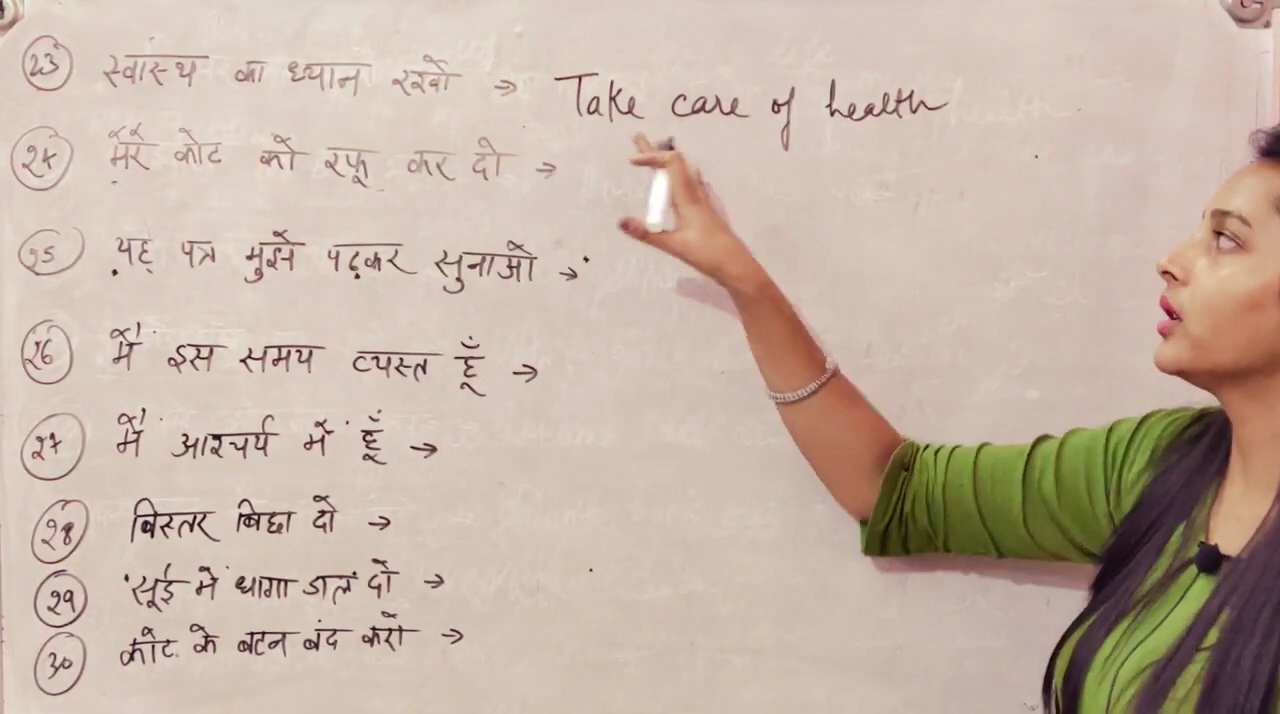 23 स्वास्थ का ध्यान रखो → Take care of health
24 मेरे कोट को रफू कर दो →
25 यह पत्र मुझे पढ़कर सुनाओ →
26 मैं इस समय व्यस्त हूँ →
27 मैं आश्चर्य में हूँ →
28 बिस्तर बिछा दो →
29 सूई में धागा डाल दो →
30 कोट के बटन बंद करो →